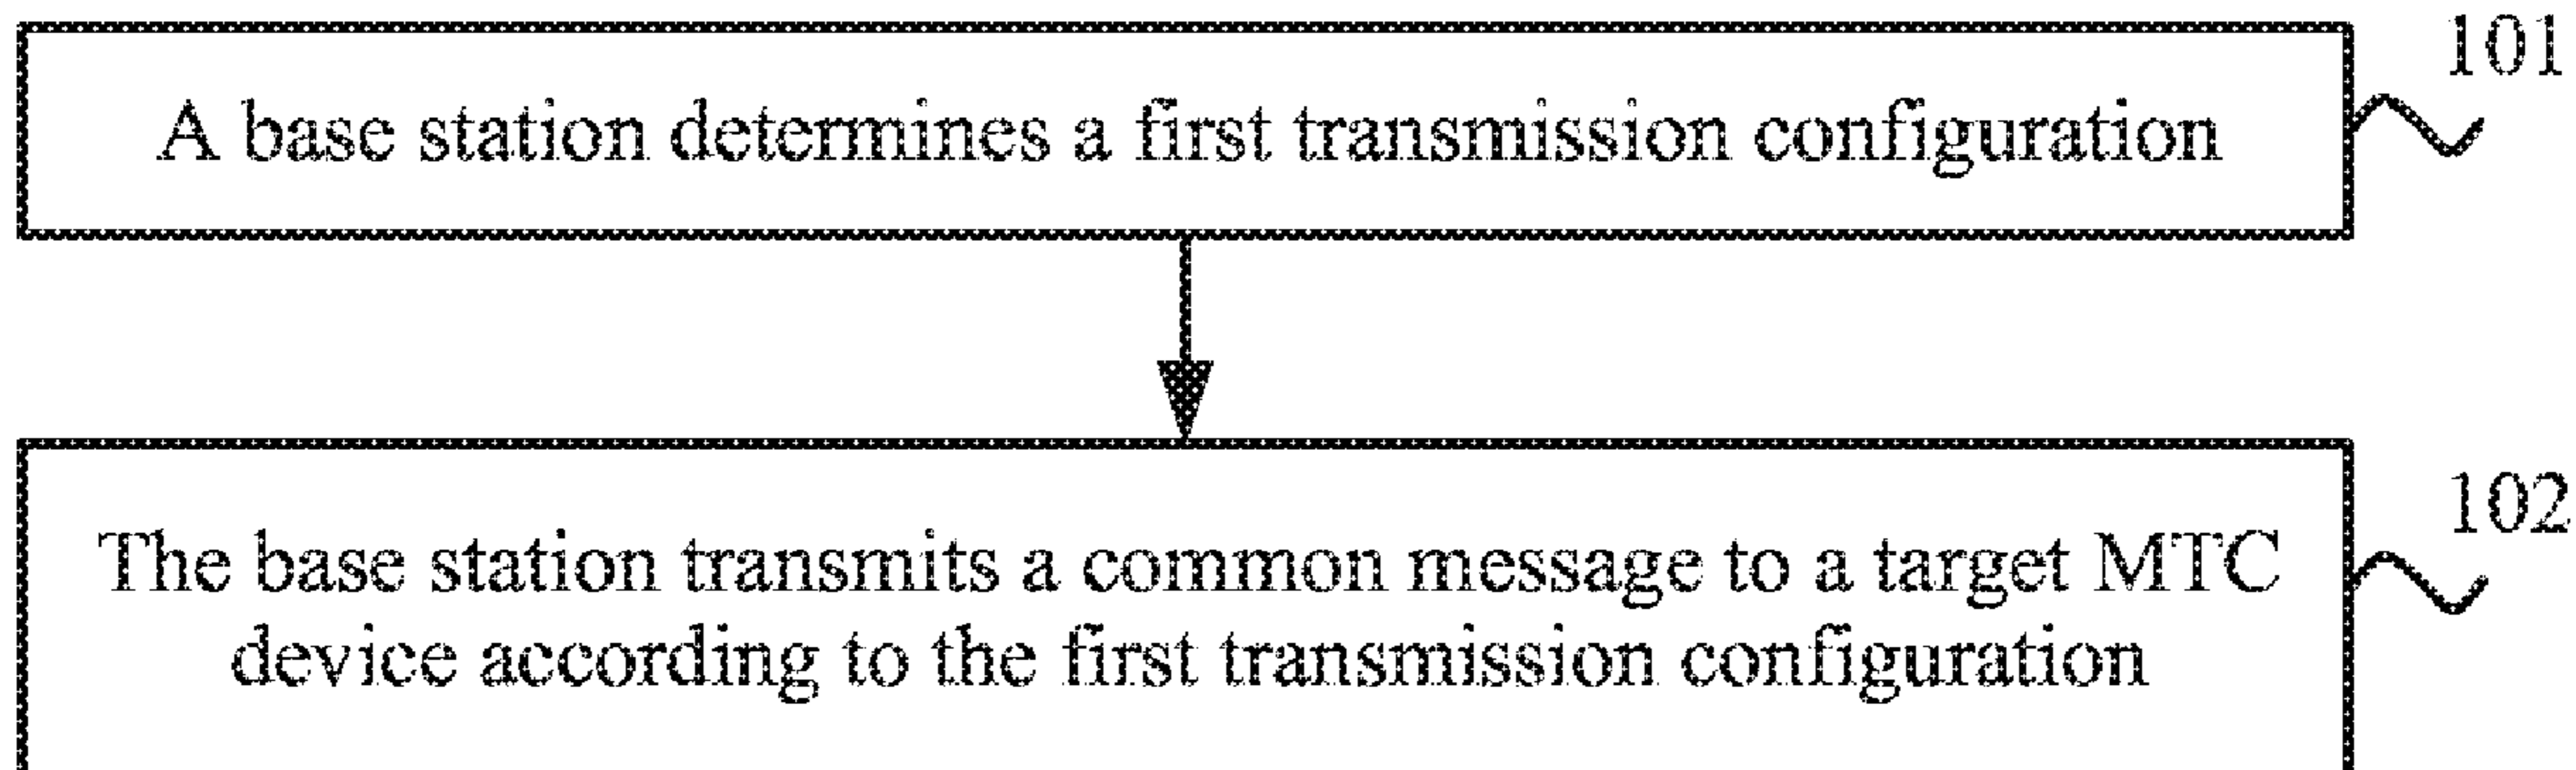 101
A base station determines a first transmission configuration
102
The base station transmits a common message to a target MTC
device according to the first transmission configuration